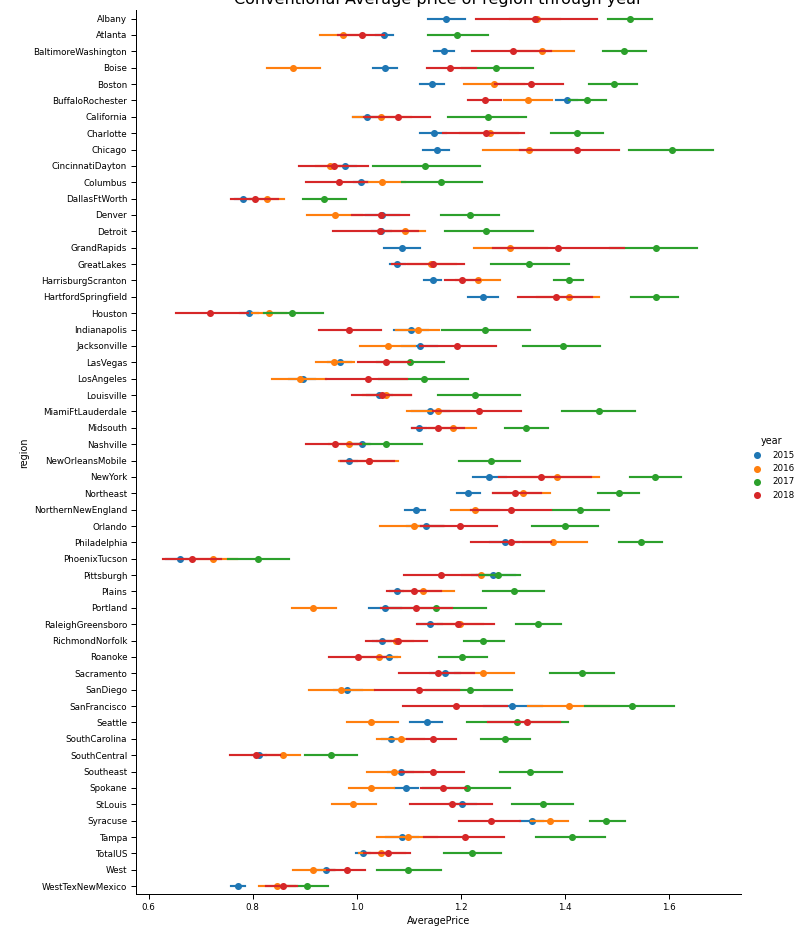 Conventional Average price of region through year
Albany
Atlanta
BaltimoreWashington
Boise
Boston
BuffaloRochester
California
Charlotte
Chicago
CincinnatiDayton
Columbus
DallasFtWorth
Denver
Detroit
GrandRapids
GreatLakes
HarrisburgScranton
HartfordSpringfield
Houston
Indianapolis
Jacksonville
LasVegas
LosAngeles
Louisville
MiamiFtLauderdale
Midsouth
Nashville
NewOrleansMobile
NewYork
Northeast
NorthernNewEngland
Orlando
Philadelphia
PhoenixTucson
Pittsburgh
Plains
Portland
RaleighGreensboro
RichmondNorfolk
Roanoke
Sacramento
SanDiego
SanFrancisco
Seattle
SouthCarolina
SouthCentral
Southeast
Spokane
StLouis
Syracuse
Tampa
TotalUS
West
WestTexNewMexico
region
0.6 0.8 1.0 1.2 1.4 1.6
AveragePrice
year
2015
2016
2017
2018